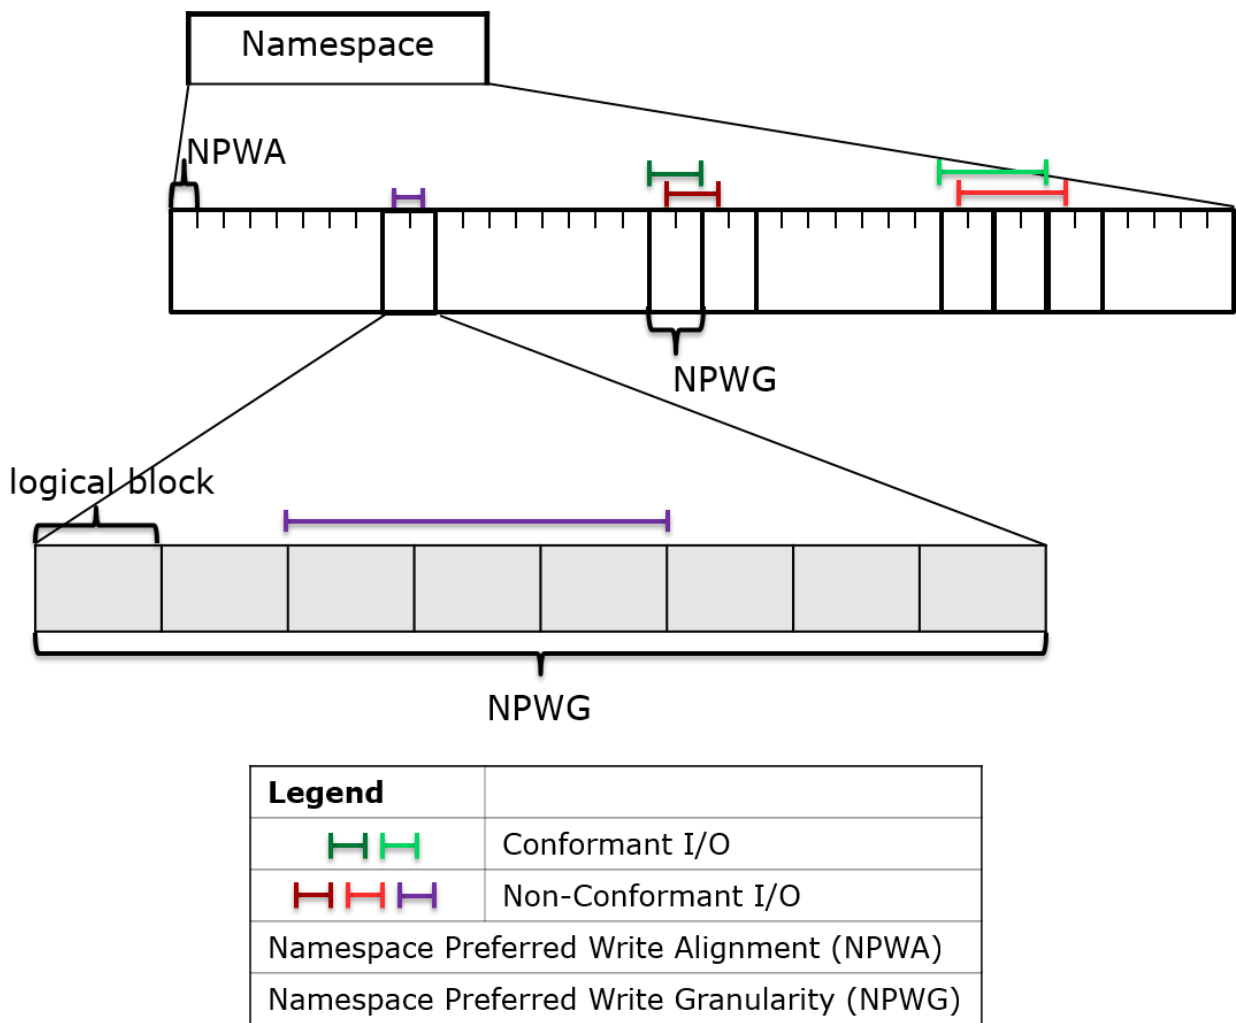 Namespace
NPWA
NPWG
logical block
NPWG
Legend
Conformant I/O
Non-Conformant I/O
Namespace Preferred Write Alignment (NPWA)
Namespace Preferred Write Granularity (NPWG)